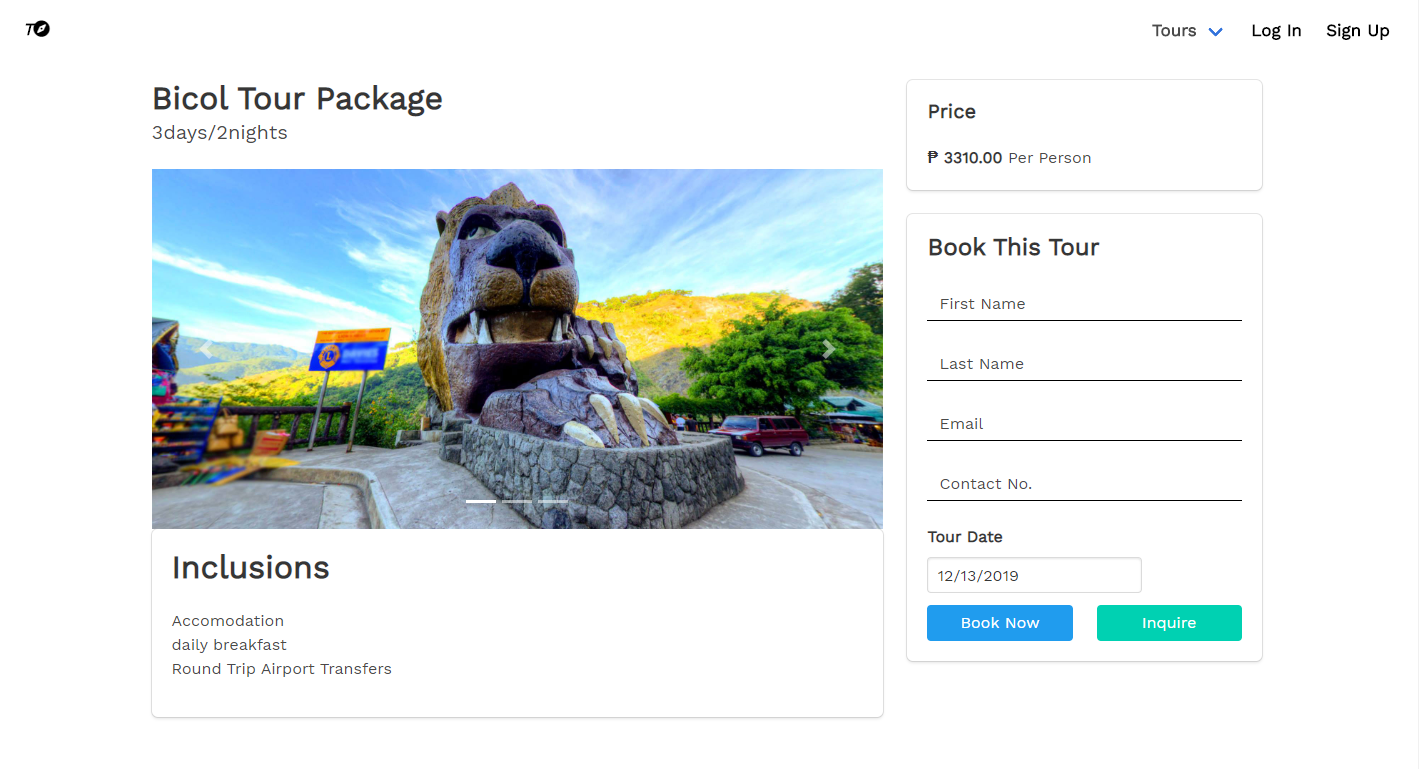 T
Tours
Log In
Sign Up
Bicol Tour Package
3days/2nights
Inclusions
Accomodation
daily breakfast
Round Trip Airport Transfers
Price
₱ 3310.00 Per Person
Book This Tour
First Name
Last Name
Email
Contact No.
Tour Date
12/13/2019
Book Now
Inquire